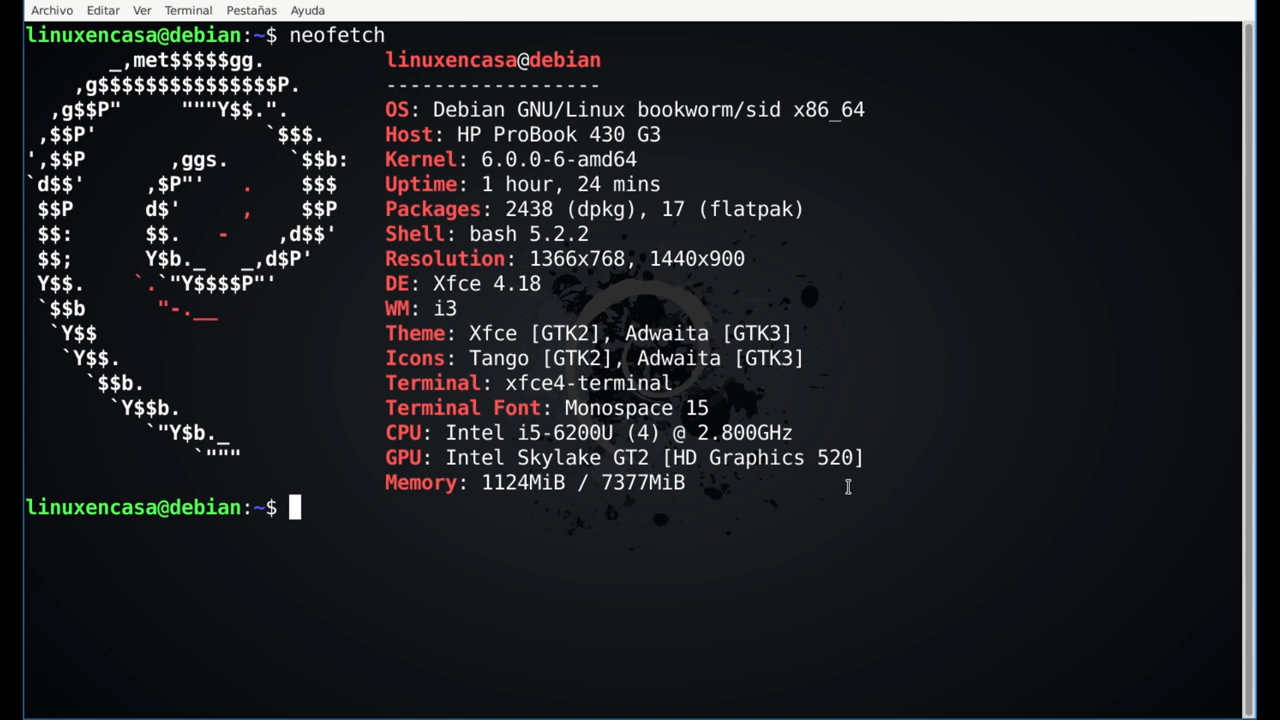 Archivo Editar Ver Terminal Pestañas Ayuda
linuxencasa@debian:~$ neofetch
       _,met$$$$$gg.          linuxencasa@debian
    ,g$$$$$$$$$$$$$$$P.       ------------------
  ,g$$P"     """Y$$.".        OS: Debian GNU/Linux bookworm/sid x86_64
 ,$$P'              `$$$.     Host: HP ProBook 430 G3
',$$P       ,ggs.     `$$b:   Kernel: 6.0.0-6-amd64
`d$$'     ,$P"'   .    $$$    Uptime: 1 hour, 24 mins
 $$P      d$'     ,    $$P    Packages: 2438 (dpkg), 17 (flatpak)
 $$:      $$.   -    ,d$$'    Shell: bash 5.2.2
 $$;      Y$b._   _,d$P'      Resolution: 1366x768, 1440x900
 Y$$.    `.`"Y$$$$P"'         DE: Xfce 4.18
 `$$b      "-.__              WM: i3
  `Y$$                        Theme: Xfce [GTK2], Adwaita [GTK3]
   `Y$$.                      Icons: Tango [GTK2], Adwaita [GTK3]
     `$$b.                    Terminal: xfce4-terminal
       `Y$$b.                 Terminal Font: Monospace 15
          `"Y$b._             CPU: Intel i5-6200U (4) @ 2.800GHz
              `"""            GPU: Intel Skylake GT2 [HD Graphics 520]
                              Memory: 1124MiB / 7377MiB
linuxencasa@debian:~$